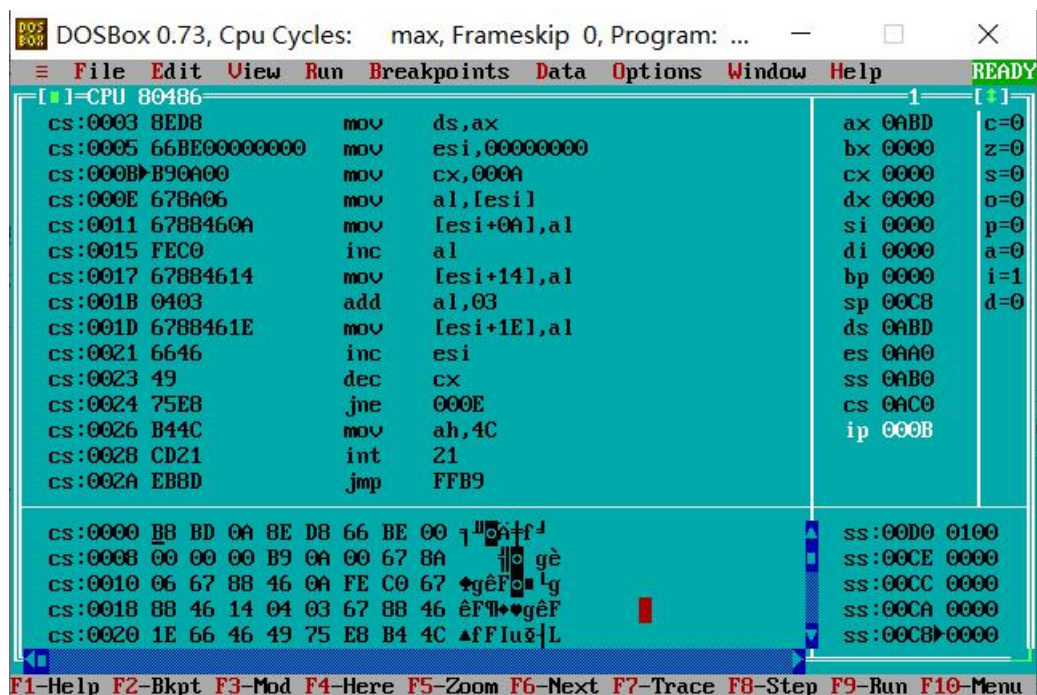 DOSBox 0.73, Cpu Cycles: max, Frameskip 0, Program: ...
≡ File Edit View Run Breakpoints Data Options Window Help READY
[■]=CPU 80486 1 [↕]
cs:0003 8ED8 mov ds,ax ax 0ABD c=0
cs:0005 66BE00000000 mov esi,00000000 bx 0000 z=0
cs:000B►B90A00 mov cx,000A cx 0000 s=0
cs:000E 678A06 mov al,[esi] dx 0000 o=0
cs:0011 6788460A mov [esi+0A],al si 0000 p=0
cs:0015 FEC0 inc al di 0000 a=0
cs:0017 67884614 mov [esi+14],al bp 0000 i=1
cs:001B 0403 add al,03 sp 00C8 d=0
cs:001D 6788461E mov [esi+1E],al ds 0ABD
cs:0021 6646 inc esi es 0AA0
cs:0023 49 dec cx ss 0AB0
cs:0024 75E8 jne 000E cs 0AC0
cs:0026 B44C mov ah,4C ip 000B
cs:0028 CD21 int 21
cs:002A EB8D jmp FFB9
cs:0000 B8 BD 0A 8E D8 66 BE 00 ╕╜◙Ä╪f╛ ss:00D0 0100
cs:0008 00 00 00 B9 0A 00 67 8A ╣◙ gè ss:00CE 0000
cs:0010 06 67 88 46 0A FE C0 67 ♠gêF◙■└g ss:00CC 0000
cs:0018 88 46 14 04 03 67 88 46 êF¶♦♥gêF ss:00CA 0000
cs:0020 1E 66 46 49 75 E8 B4 4C ▲fFIuΦ┤L ss:00C8►0000
F1-Help F2-Bkpt F3-Mod F4-Here F5-Zoom F6-Next F7-Trace F8-Step F9-Run F10-Menu